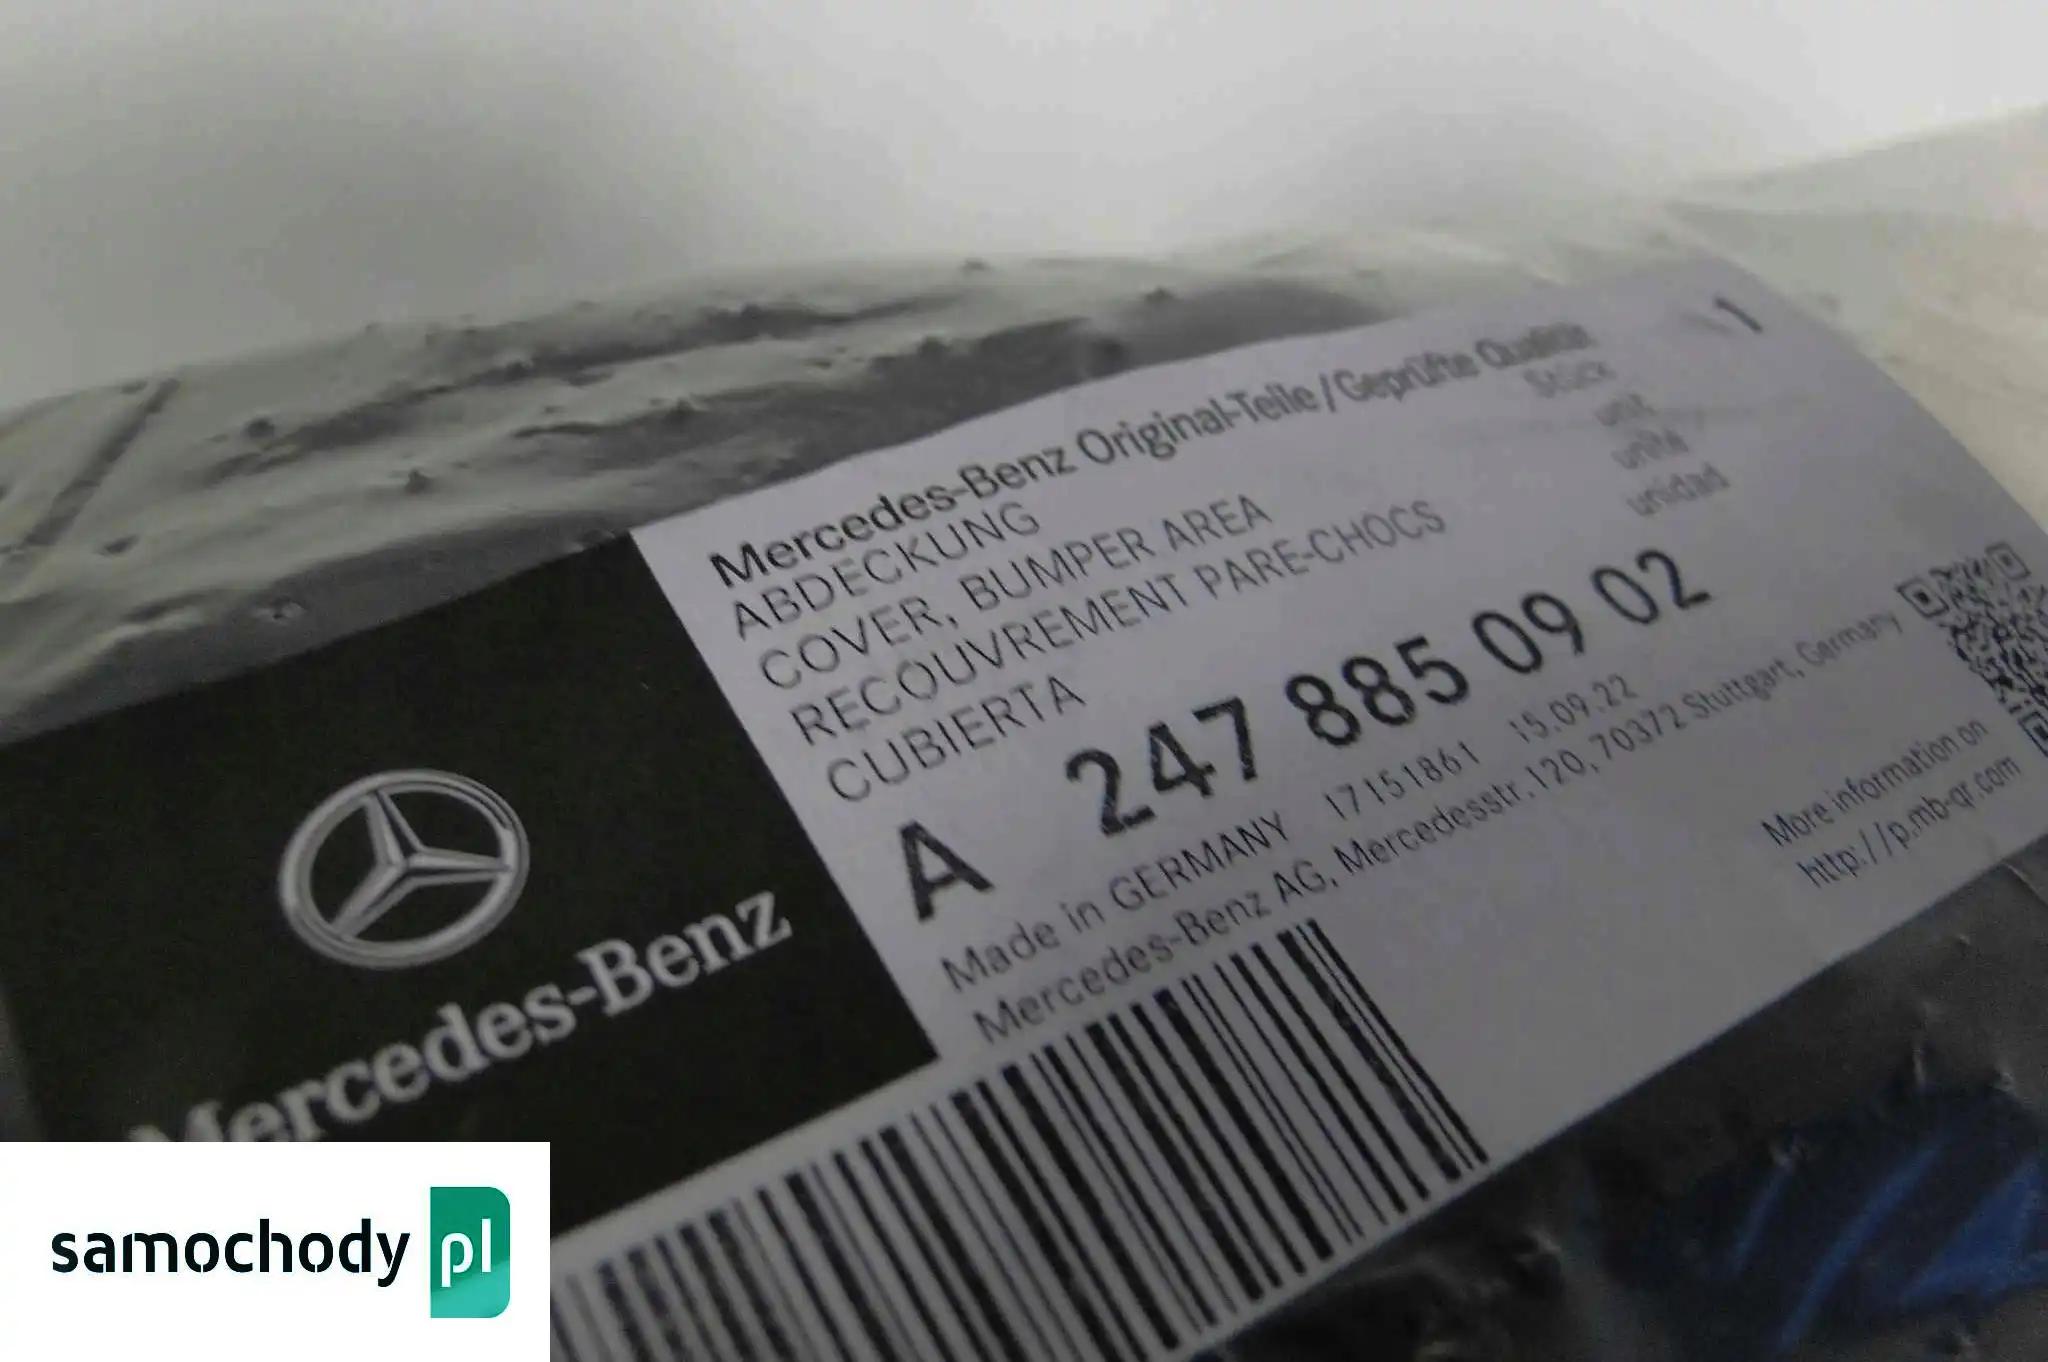 Mercedes-Benz Original-Teile / Geprüfte Qualität
ABDECKUNG
COVER, BUMPER AREA
RECOUVREMENT PARE-CHOCS
CUBIERTA
Stück 1
unit
unité
unidad
A 247 885 09 02
Made in GERMANY 17151861 15.09.22
Mercedes-Benz AG, Mercedesstr. 120, 70372 Stuttgart, Germany
More information on
http://p.mb-qr.com
Mercedes-Benz
samochody pl